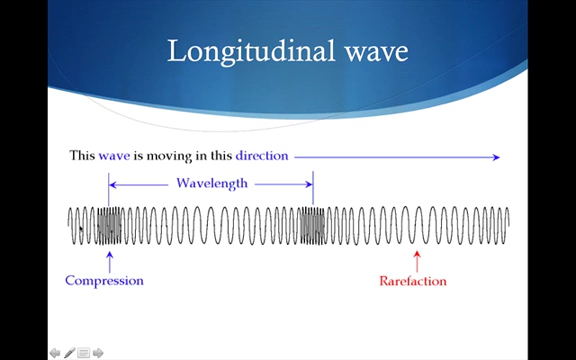 Longitudinal wave
This wave is moving in this direction
Wavelength
Compression
Rarefaction